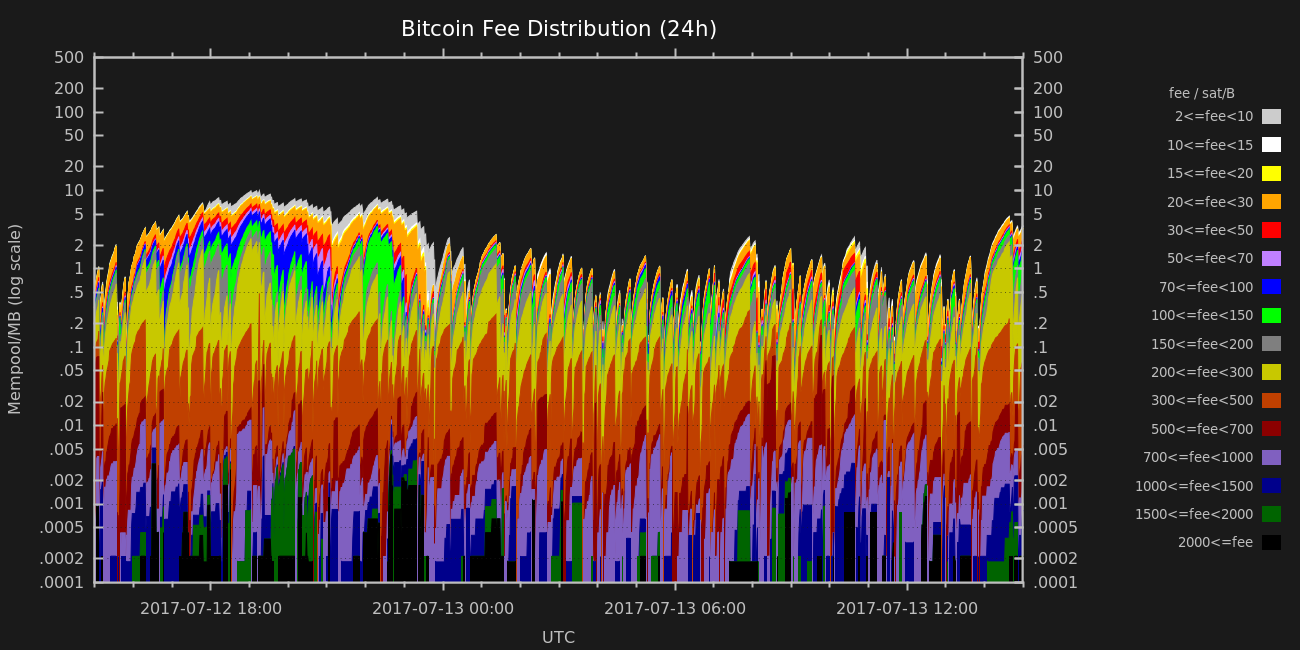 Bitcoin Fee Distribution (24h)
500
200
100
50
20
10
5
2
1
.5
.2
.1
.05
.02
.01
.005
.002
.001
.0005
.0002
.0001
Mempool/MB (log scale)
500
200
100
50
20
10
5
2
1
.5
.2
.1
.05
.02
.01
.005
.002
.001
.0005
.0002
.0001
2017-07-12 18:00
2017-07-13 00:00
2017-07-13 06:00
2017-07-13 12:00
UTC
fee / sat/B
2<=fee<10
10<=fee<15
15<=fee<20
20<=fee<30
30<=fee<50
50<=fee<70
70<=fee<100
100<=fee<150
150<=fee<200
200<=fee<300
300<=fee<500
500<=fee<700
700<=fee<1000
1000<=fee<1500
1500<=fee<2000
2000<=fee